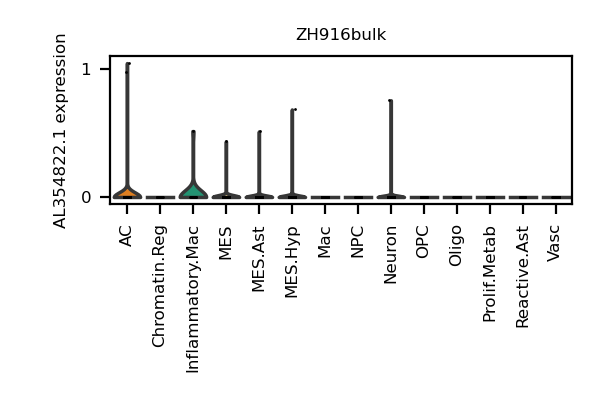 ZH916bulk
AL354822.1 expression
1
0
AC
Chromatin.Reg
Inflammatory.Mac
MES
MES.Ast
MES.Hyp
Mac
NPC
Neuron
OPC
Oligo
Prolif.Metab
Reactive.Ast
Vasc